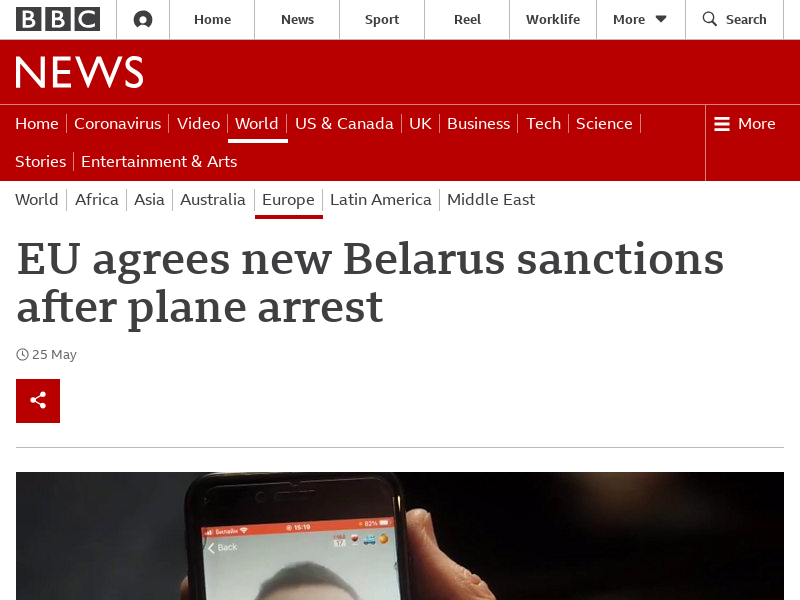 BBC
Home
News
Sport
Reel
Worklife
More
Search
NEWS
Home
Coronavirus
Video
World
US & Canada
UK
Business
Tech
Science
More
Stories
Entertainment & Arts
World
Africa
Asia
Australia
Europe
Latin America
Middle East
EU agrees new Belarus sanctions
after plane arrest
25 May
Билайн
15:19
82%
Back